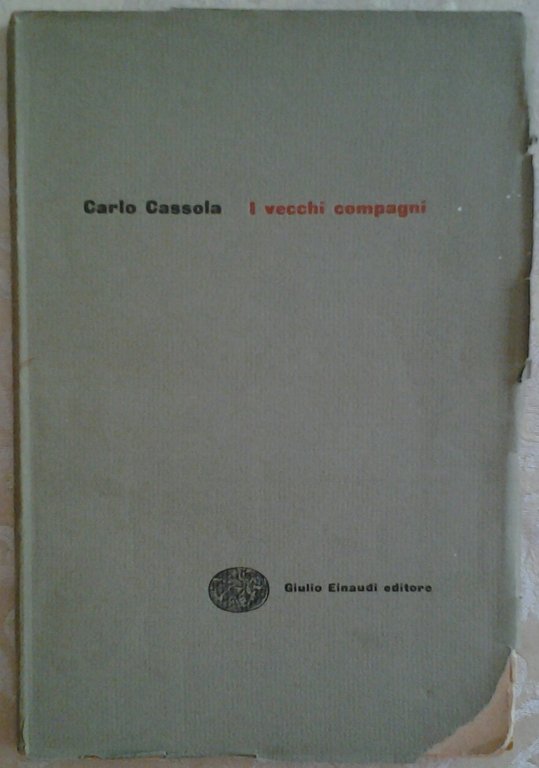 Carlo Cassola I vecchi compagni
Giulio Einaudi editore